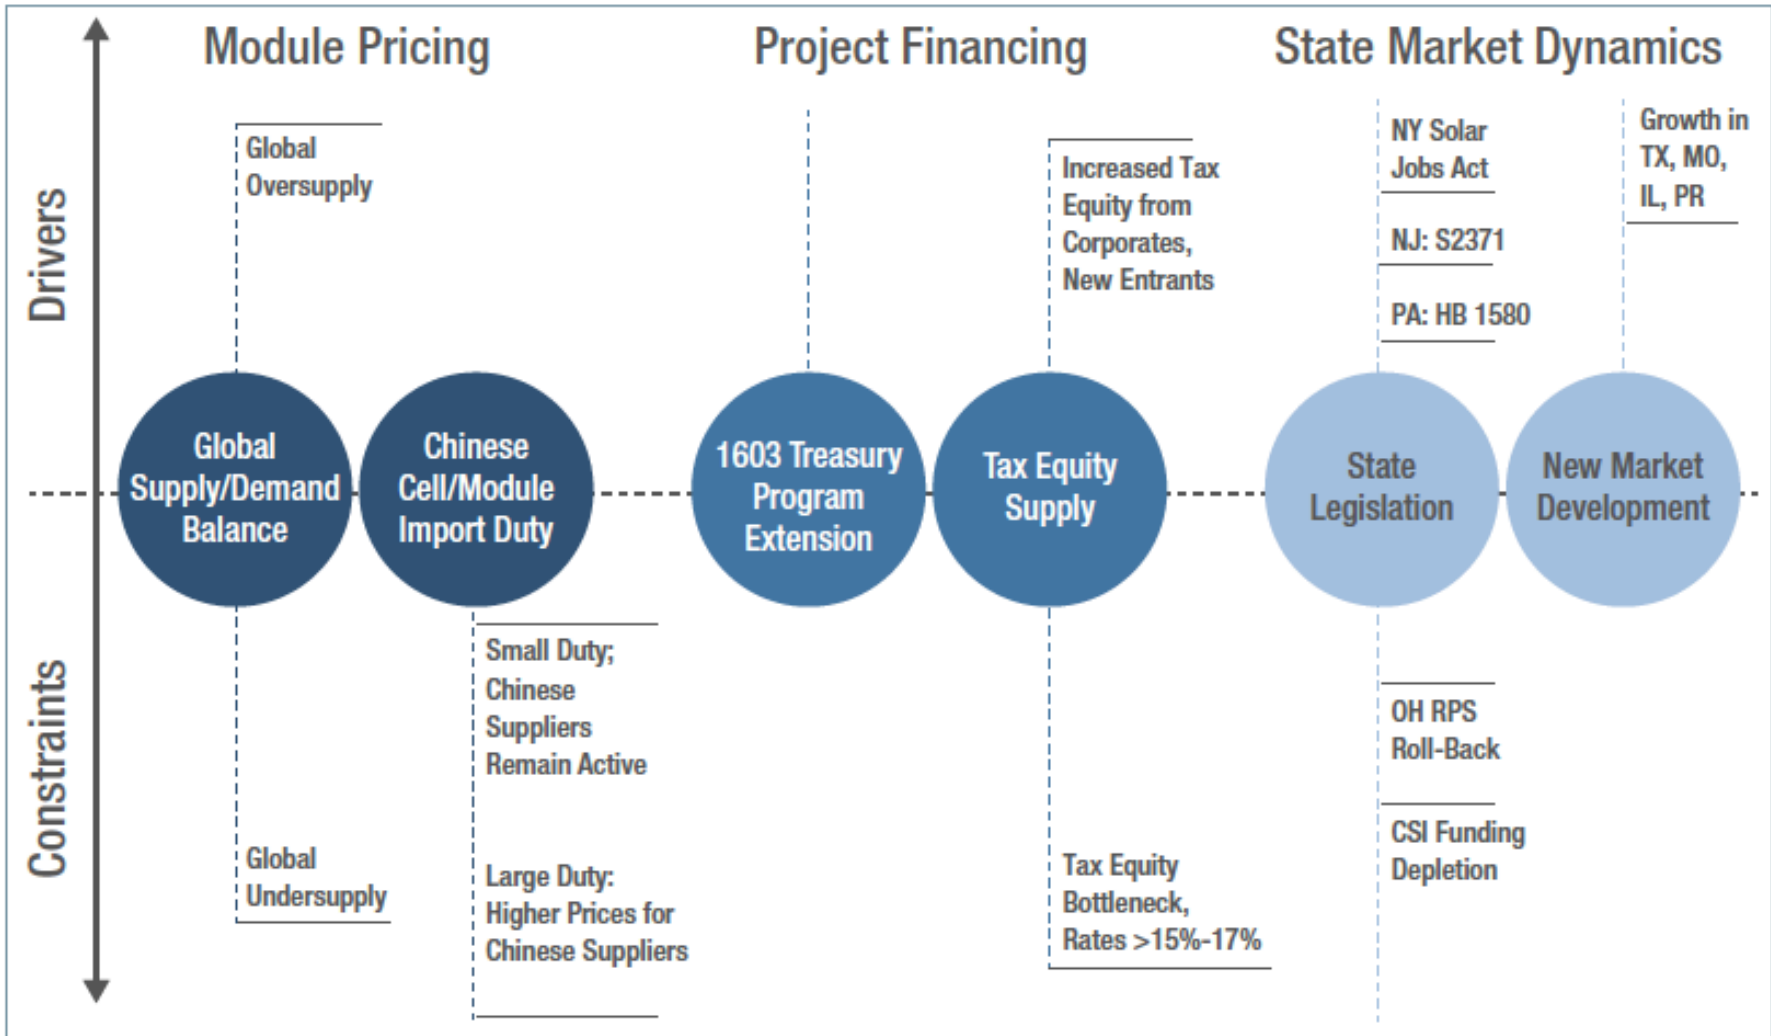 Module Pricing
Project Financing
State Market Dynamics
Drivers
Constraints
Global
Oversupply
Increased Tax
Equity from
Corporates,
New Entrants
NY Solar
Jobs Act
NJ: S2371
PA: HB 1580
Growth in
TX, MO,
IL, PR
Global
Supply/Demand
Balance
Chinese
Cell/Module
Import Duty
1603 Treasury
Program
Extension
Tax Equity
Supply
State
Legislation
New Market
Development
Global
Undersupply
Small Duty;
Chinese
Suppliers
Remain Active
Large Duty:
Higher Prices for
Chinese Suppliers
Tax Equity
Bottleneck,
Rates >15%-17%
OH RPS
Roll-Back
CSI Funding
Depletion